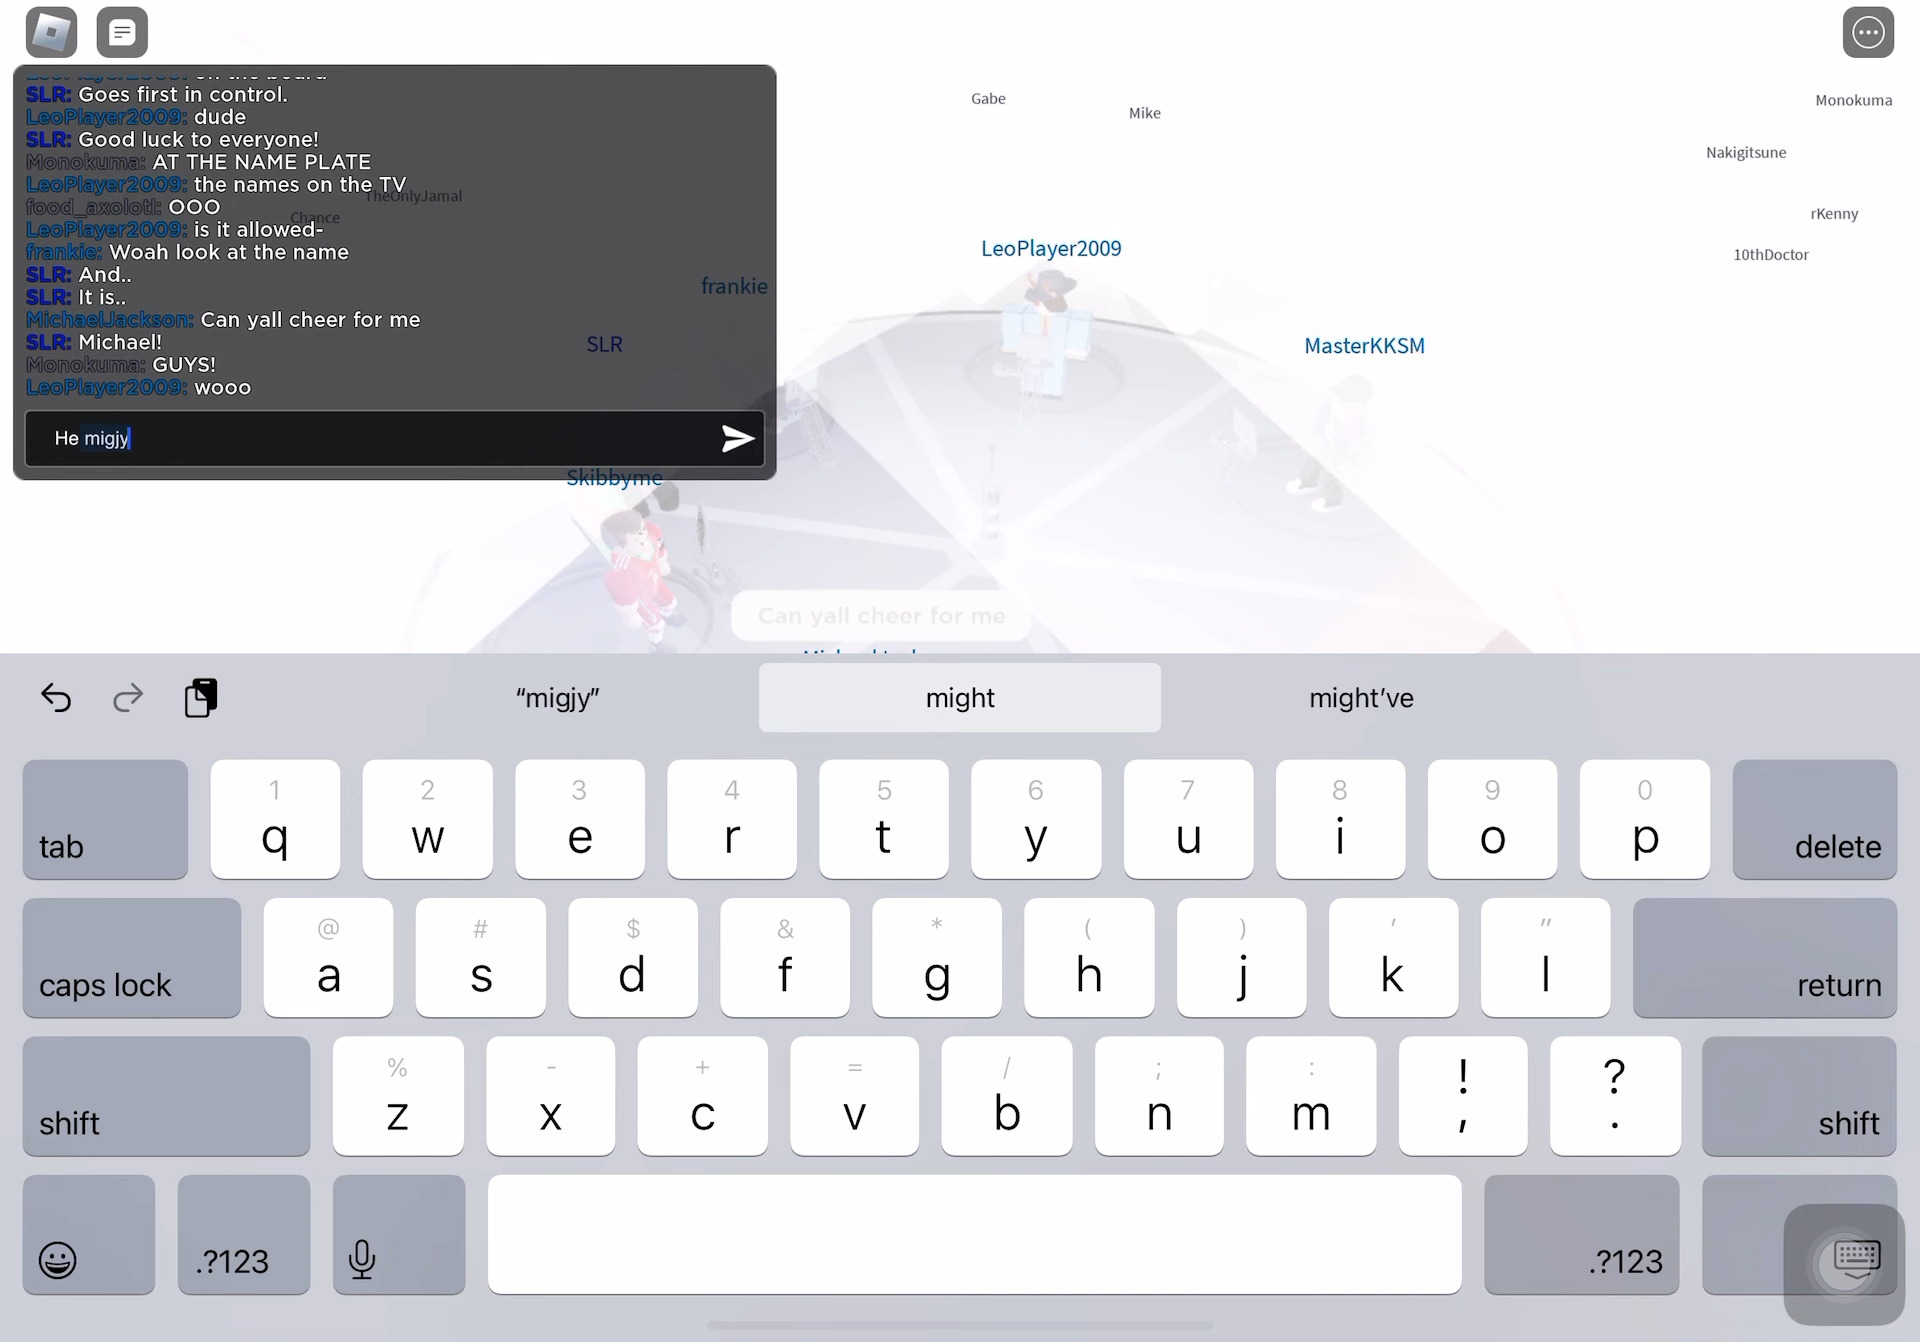 SLR: Goes first in control.
LeoPlayer2009: dude
SLR: Good luck to everyone!
Monokuma: AT THE NAME PLATE
LeoPlayer2009: the names on the TV
food_axolotl: OOO
LeoPlayer2009: is it allowed-
frankie: Woah look at the name
SLR: And..
SLR: It is..
MichaelJackson: Can yall cheer for me
SLR: Michael!
Monokuma: GUYS!
LeoPlayer2009: wooo
He migjy
TheOnlyJamal
Chance
Gabe
Mike
Monokuma
Nakigitsune
rKenny
10thDoctor
LeoPlayer2009
frankie
SLR
MasterKKSM
Skibbyme
Can yall cheer for me
“migjy” might might've
1 2 3 4 5 6 7 8 9 0
tab q w e r t y u i o p delete
@ # $ & * ( ) ' "
caps lock a s d f g h j k l return
% - + = / ; : ! ?
shift z x c v b n m , . shift
.?123 .?123